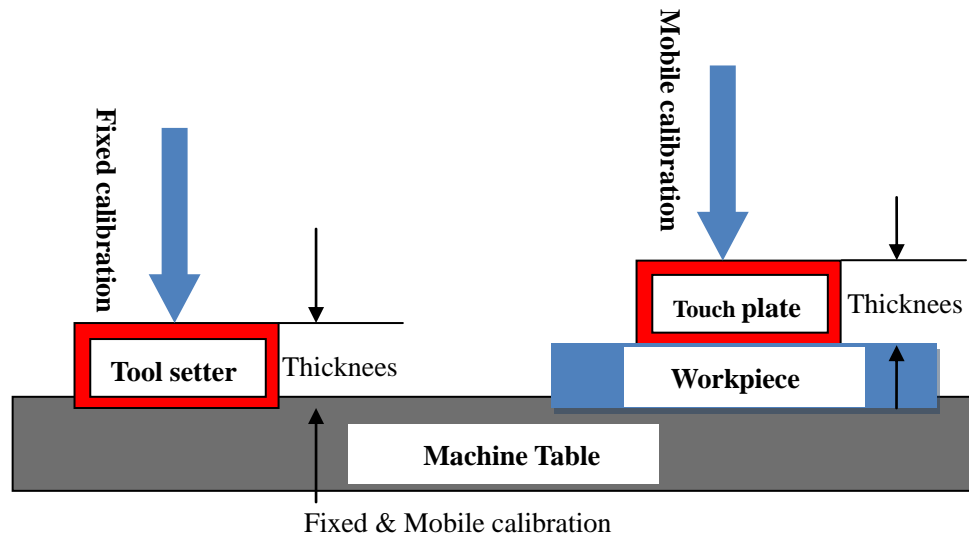 Fixed calibration
Mobile calibration
Touch plate
Thicknees
Tool setter
Thicknees
Workpiece
Machine Table
Fixed & Mobile calibration